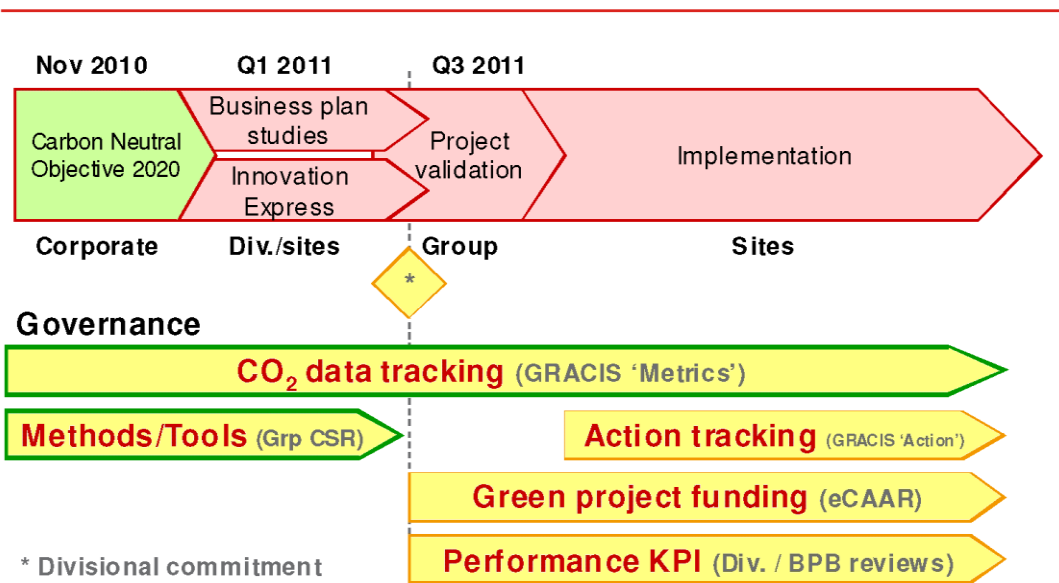 Nov 2010 Q1 2011 Q3 2011
Business plan
studies
Carbon Neutral
Objective 2020
Project
validation
Implementation
Innovation
Express
Corporate Div./sites Group Sites
*
Governance
CO₂ data tracking (GRACIS ‘Metrics’)
Methods/Tools (Grp CSR)
Action tracking (GRACIS ‘Action’)
Green project funding (eCAAR)
Performance KPI (Div. / BPB reviews)
* Divisional commitment